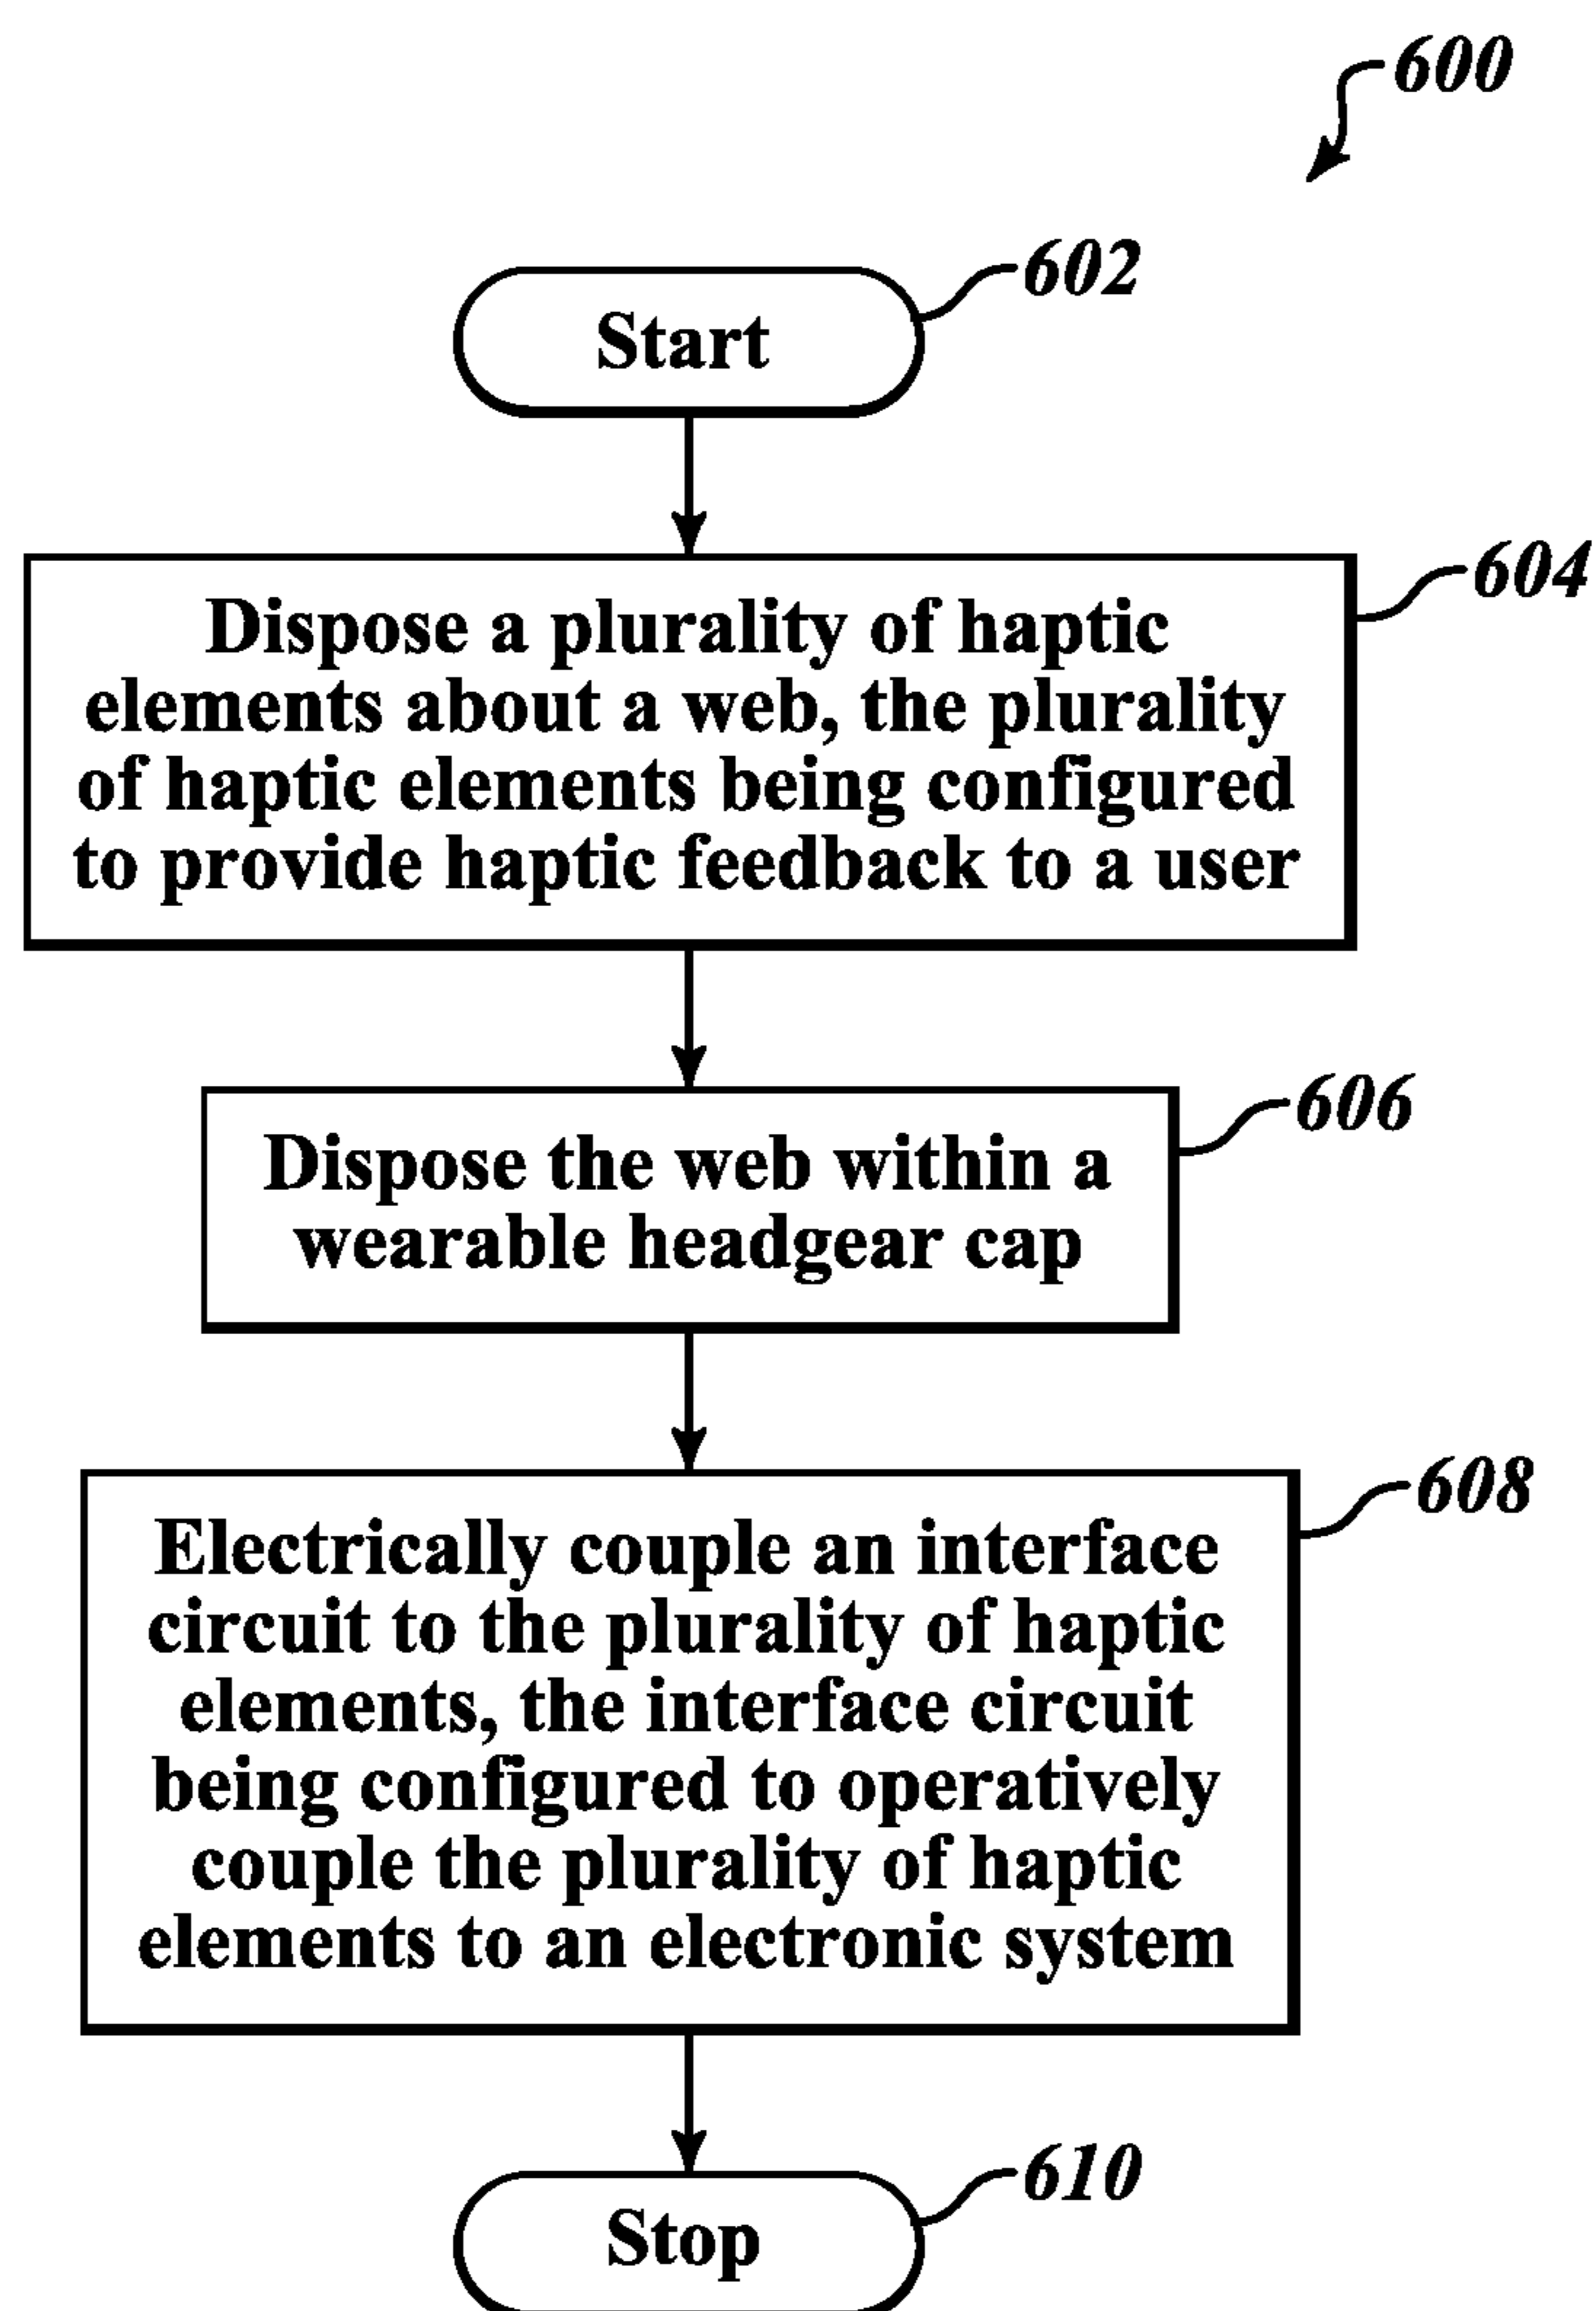 600
602
Start
604
Dispose a plurality of haptic
elements about a web, the plurality
of haptic elements being configured
to provide haptic feedback to a user
606
Dispose the web within a
wearable headgear cap
608
Electrically couple an interface
circuit to the plurality of haptic
elements, the interface circuit
being configured to operatively
couple the plurality of haptic
elements to an electronic system
610
Stop